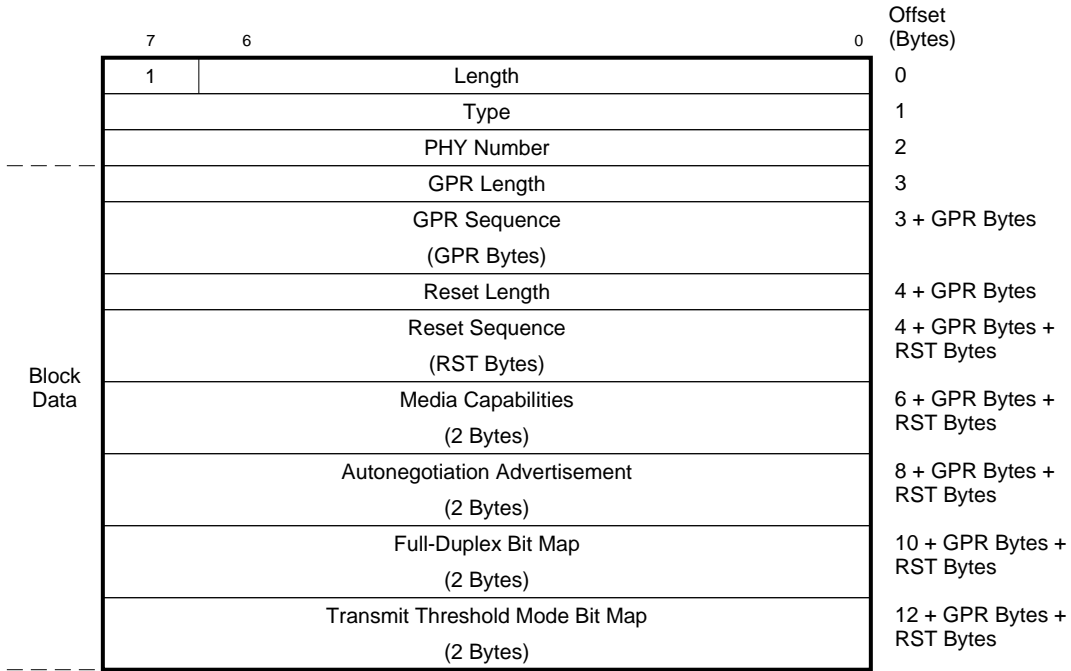 Offset
(Bytes)
7 6 0
1 Length 0
Type 1
PHY Number 2
GPR Length 3
GPR Sequence 3 + GPR Bytes
(GPR Bytes)
Reset Length 4 + GPR Bytes
Reset Sequence 4 + GPR Bytes +
RST Bytes
(RST Bytes)
Block
Data
Media Capabilities 6 + GPR Bytes +
RST Bytes
(2 Bytes)
Autonegotiation Advertisement 8 + GPR Bytes +
RST Bytes
(2 Bytes)
Full-Duplex Bit Map 10 + GPR Bytes +
RST Bytes
(2 Bytes)
Transmit Threshold Mode Bit Map 12 + GPR Bytes +
RST Bytes
(2 Bytes)